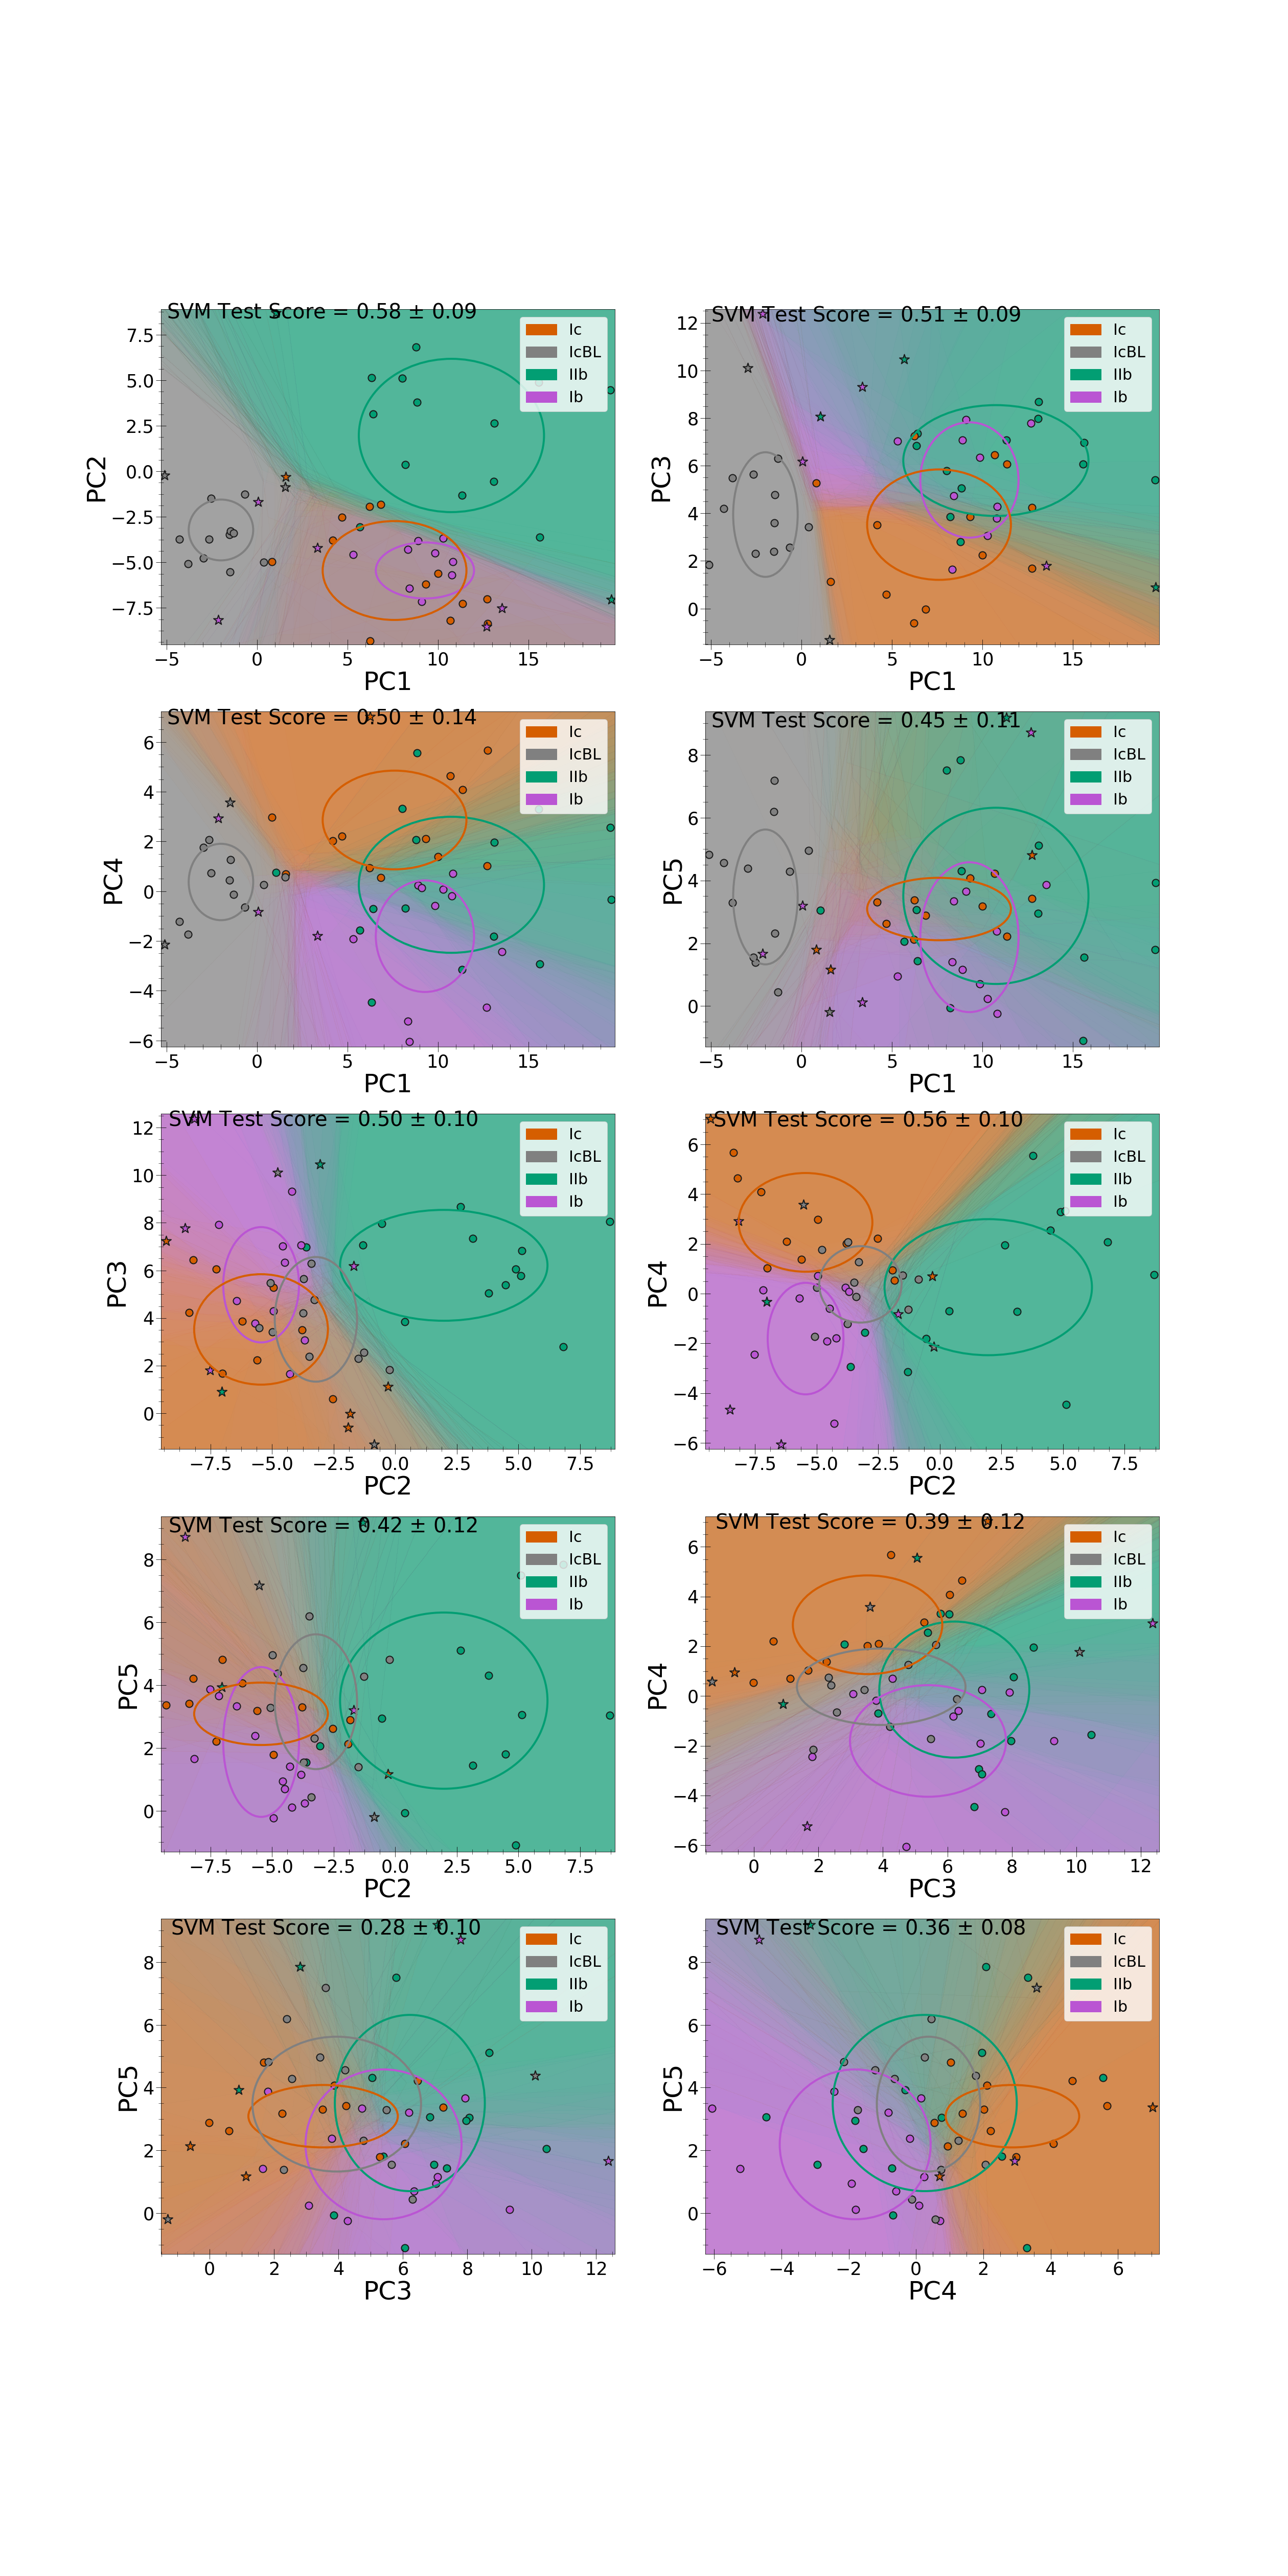 SVM Test Score = 0.58 ± 0.09
Ic
IcBL
IIb
Ib
7.5
5.0
2.5
0.0
−2.5
−5.0
−7.5
PC2
−5 0 5 10 15
PC1
SVM Test Score = 0.51 ± 0.09
Ic
IcBL
IIb
Ib
12
10
8
6
4
2
0
PC3
−5 0 5 10 15
PC1
SVM Test Score = 0.50 ± 0.14
Ic
IcBL
IIb
Ib
6
4
2
0
−2
−4
−6
PC4
−5 0 5 10 15
PC1
SVM Test Score = 0.45 ± 0.11
Ic
IcBL
IIb
Ib
8
6
4
2
0
PC5
−5 0 5 10 15
PC1
SVM Test Score = 0.50 ± 0.10
Ic
IcBL
IIb
Ib
12
10
8
6
4
2
0
PC3
−7.5 −5.0 −2.5 0.0 2.5 5.0 7.5
PC2
SVM Test Score = 0.56 ± 0.10
Ic
IcBL
IIb
Ib
6
4
2
0
−2
−4
−6
PC4
−7.5 −5.0 −2.5 0.0 2.5 5.0 7.5
PC2
SVM Test Score = 0.42 ± 0.12
Ic
IcBL
IIb
Ib
8
6
4
2
0
PC5
−7.5 −5.0 −2.5 0.0 2.5 5.0 7.5
PC2
SVM Test Score = 0.39 ± 0.12
Ic
IcBL
IIb
Ib
6
4
2
0
−2
−4
−6
PC4
0 2 4 6 8 10 12
PC3
SVM Test Score = 0.28 ± 0.10
Ic
IcBL
IIb
Ib
8
6
4
2
0
PC5
0 2 4 6 8 10 12
PC3
SVM Test Score = 0.36 ± 0.08
Ic
IcBL
IIb
Ib
8
6
4
2
0
PC5
−6 −4 −2 0 2 4 6
PC4